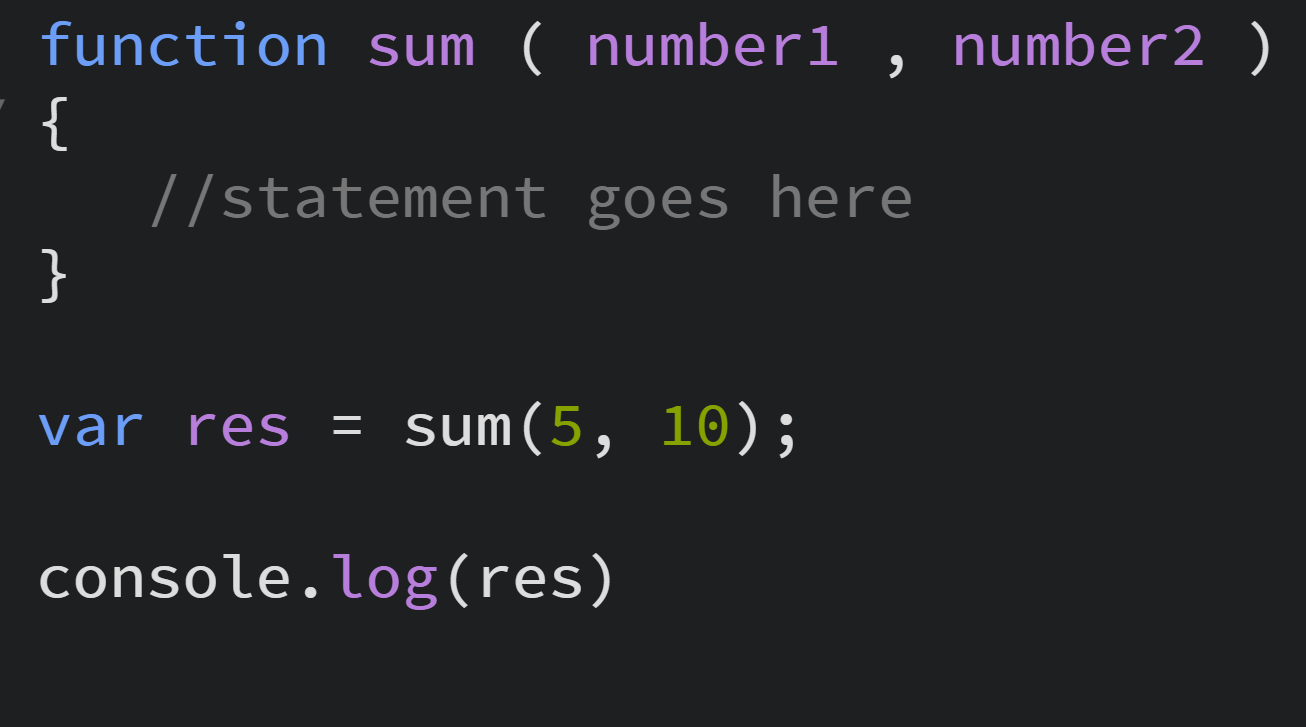 function sum ( number1 , number2 )
{
   //statement goes here
}
var res = sum(5, 10);
console.log(res)